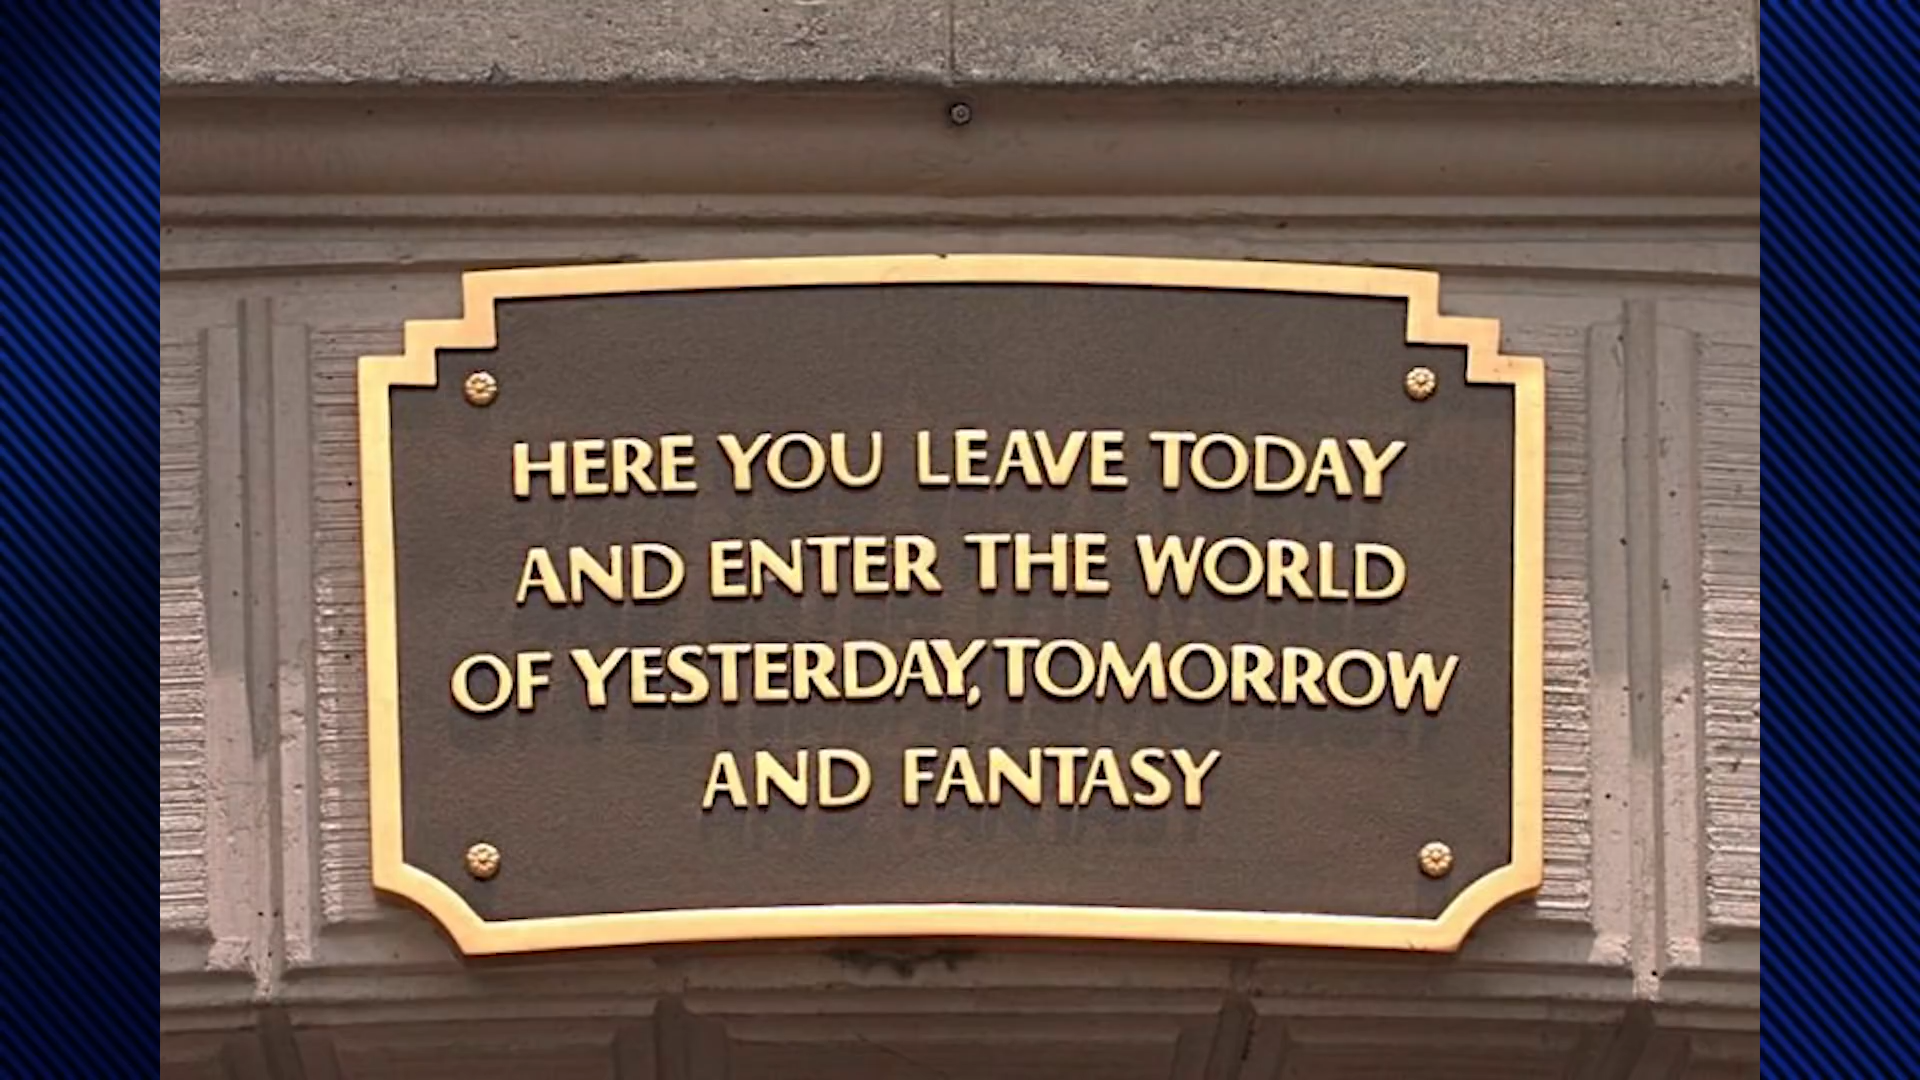 HERE YOU LEAVE TODAY
AND ENTER THE WORLD
OF YESTERDAY, TOMORROW
AND FANTASY